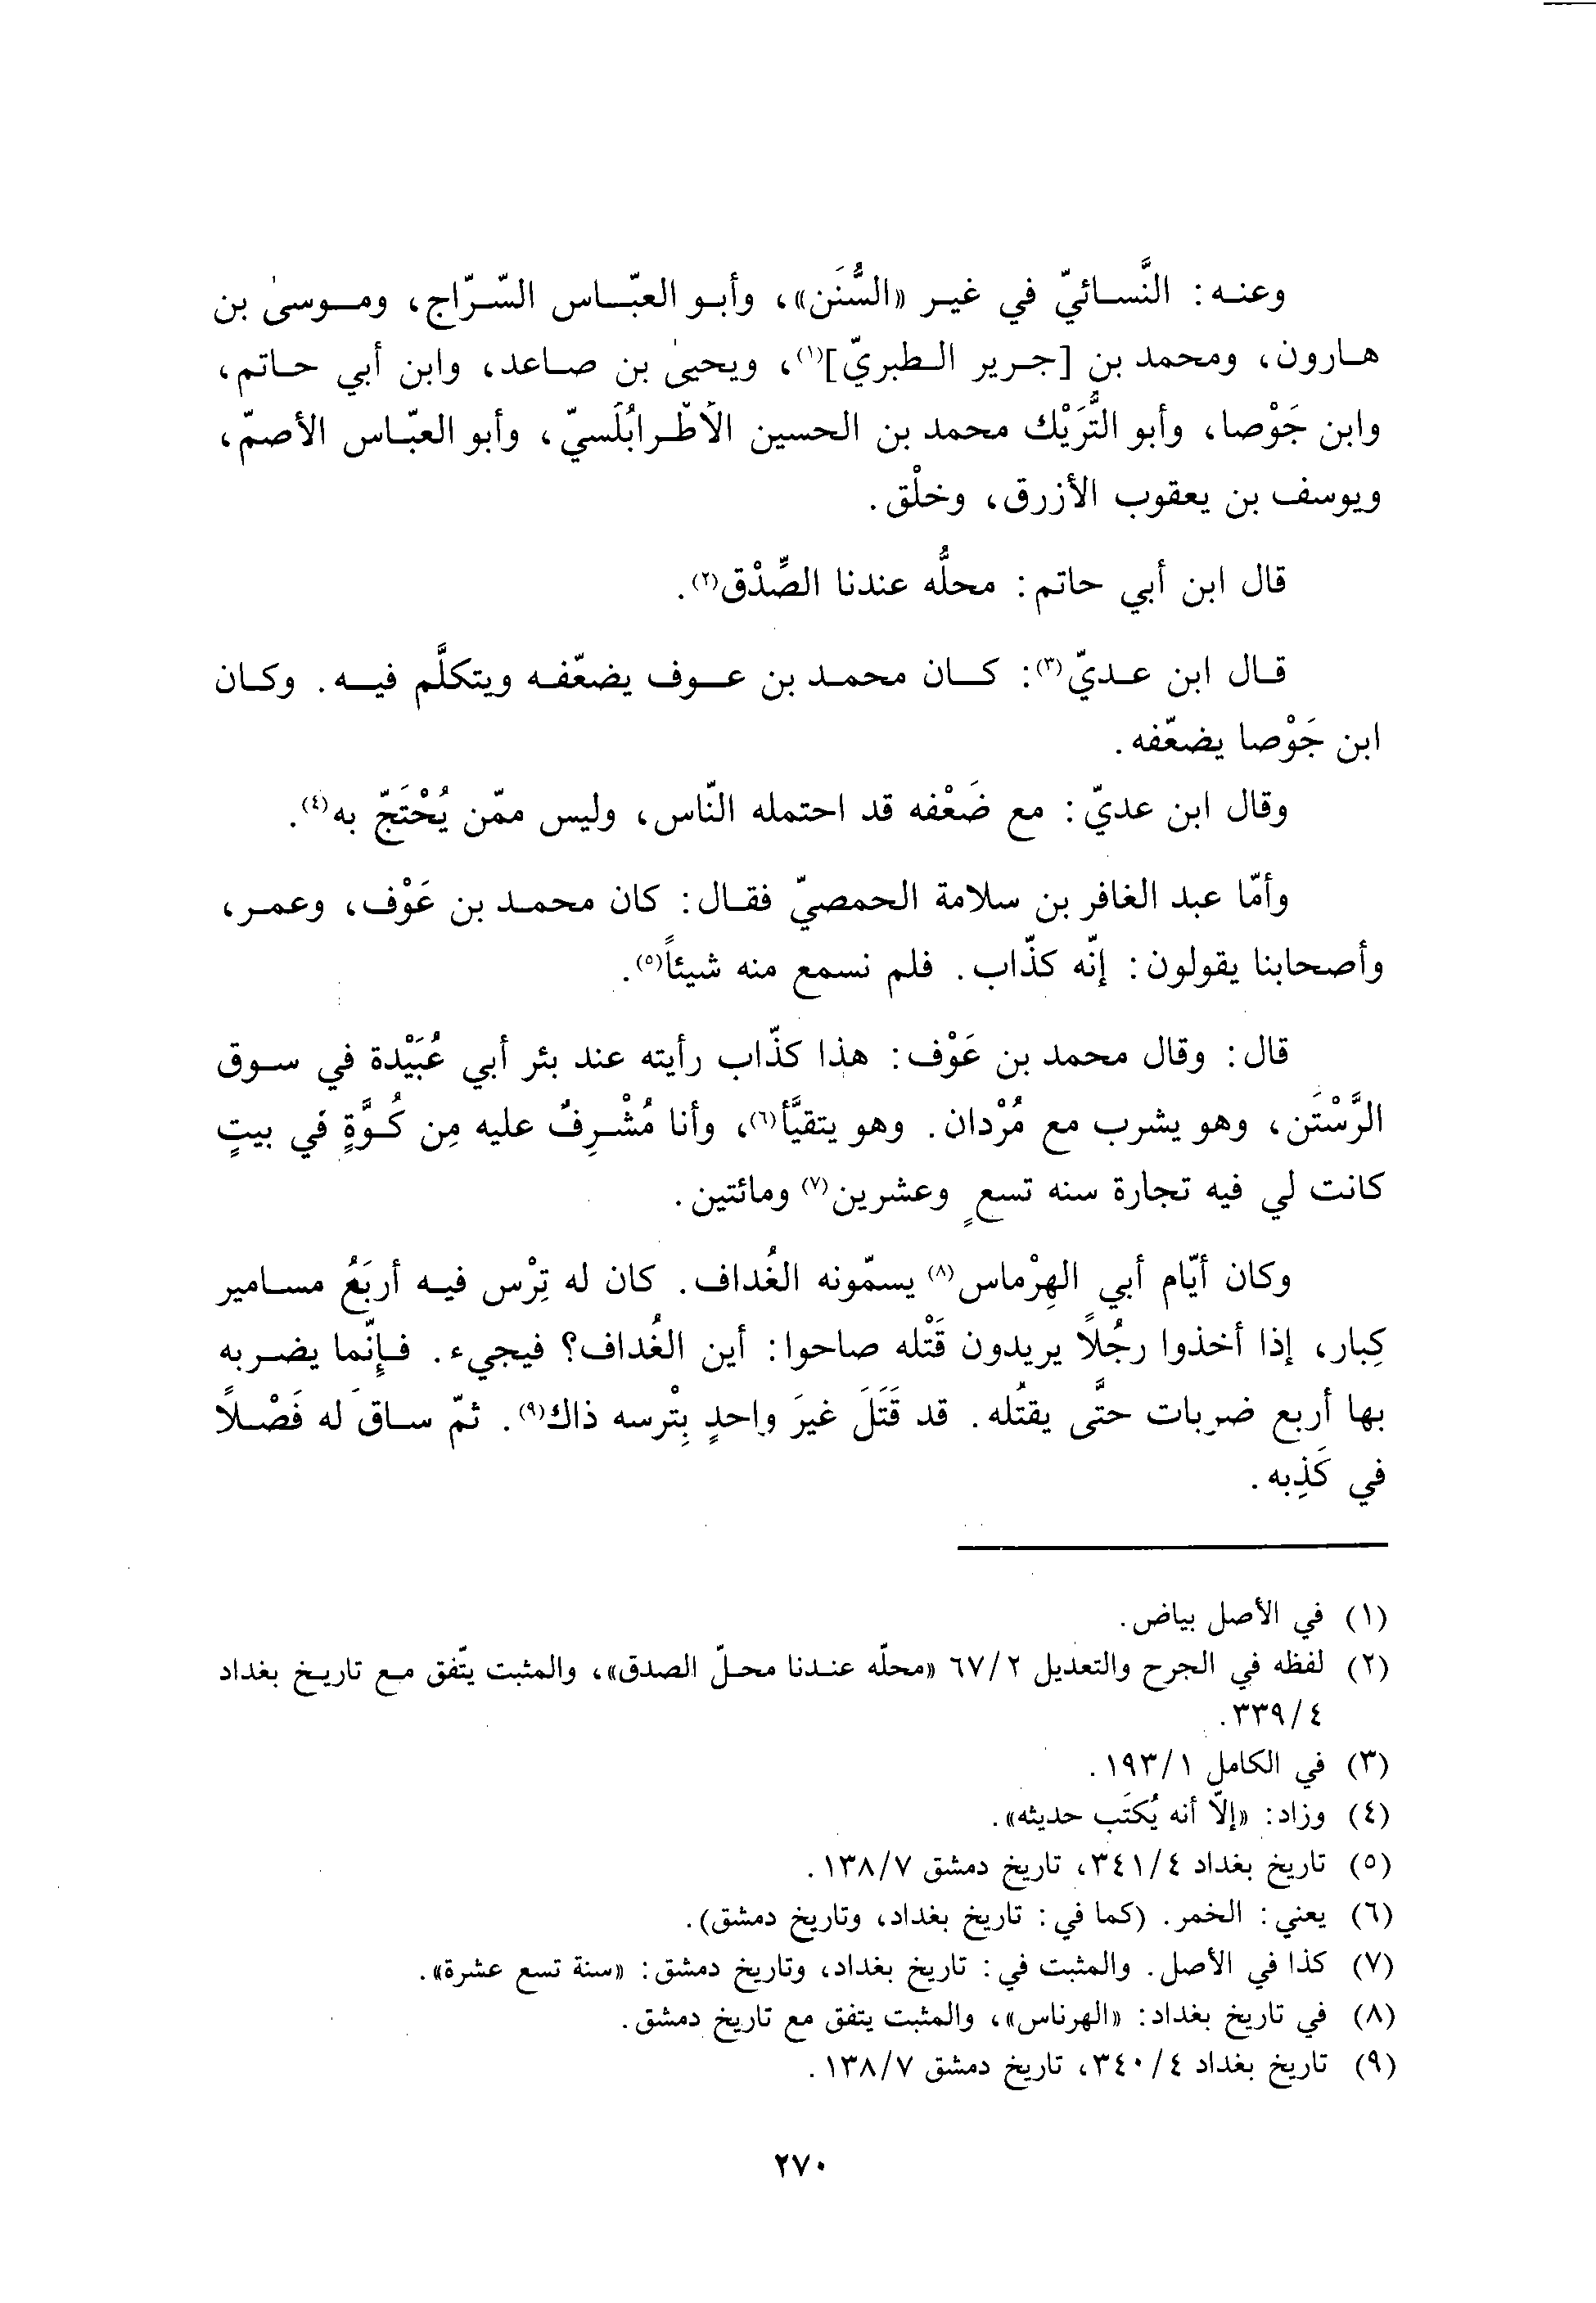 وعنه: النَّسائيّ في غير «السُّنَن»، وأبو العبّاس السّرّاج، وموسىٰ بن
هارون، ومحمد بن [جرير الطبريّ](١)، ويحيىٰ بن صاعد، وابن أبي حاتم،
وابن جَوْصا، وأبو التُّرَيْك محمد بن الحسين الأطْرابُلَسيّ، وأبو العبّاس الأصمّ،
ويوسف بن يعقوب الأزرق، وخلْق.
قال ابن أبي حاتم: محلُّه عندنا الصِّدْق(٢).
قال ابن عديّ(٣): كان محمد بن عوف يضعّفه ويتكلَّم فيه. وكان
ابن جَوْصا يضعّفه.
وقال ابن عديّ: مع ضَعْفه قد احتمله النّاس، وليس ممّن يُحْتَجّ به(٤).
وأمّا عبد الغافر بن سلامة الحمصيّ فقال: كان محمد بن عَوْف، وعمر،
وأصحابنا يقولون: إنّه كذّاب. فلم نسمع منه شيئاً(٥).
قال: وقال محمد بن عَوْف: هذا كذّاب رأيته عند بئر أبي عُبَيْدة في سوق
الرَّسْتَن، وهو يشرب مع مُرْدان. وهو يتقيَّأ(٦)، وأنا مُشْرِفٌ عليه مِن كُوَّةٍ في بيتٍ
كانت لي فيه تجارة سنه تسعٍ وعشرين(٧) ومائتين.
وكان أيّام أبي الهِرْماس(٨) يسمّونه الغُداف. كان له تِرْس فيه أربَعُ مسامير
كِبار، إذا أخذوا رجُلاً يريدون قَتْله صاحوا: أين الغُداف؟ فيجيء. فإنّما يضربه
بها أربع ضربات حتَّى يقتُله. قد قَتَلَ غيرَ واحدٍ بِتْرسه ذاك(٩). ثمّ ساقَ له فَصْلاً
في كَذِبه.
(١) في الأصل بياض.
(٢) لفظه في الجرح والتعديل ٦٧/٢ «محلّه عندنا محلّ الصدق»، والمثبت يتّفق مع تاريخ بغداد
٣٣٩/٤.
(٣) في الكامل ١٩٣/١.
(٤) وزاد: «إلّا أنه يُكتَب حديثه».
(٥) تاريخ بغداد ٣٤١/٤، تاريخ دمشق ١٣٨/٧.
(٦) يعني: الخمر. (كما في: تاريخ بغداد، وتاريخ دمشق).
(٧) كذا في الأصل. والمثبت في: تاريخ بغداد، وتاريخ دمشق: «سنة تسع عشرة».
(٨) في تاريخ بغداد: «الهرناس»، والمثبت يتفق مع تاريخ دمشق.
(٩) تاريخ بغداد ٣٤٠/٤، تاريخ دمشق ١٣٨/٧.
٢٧٠